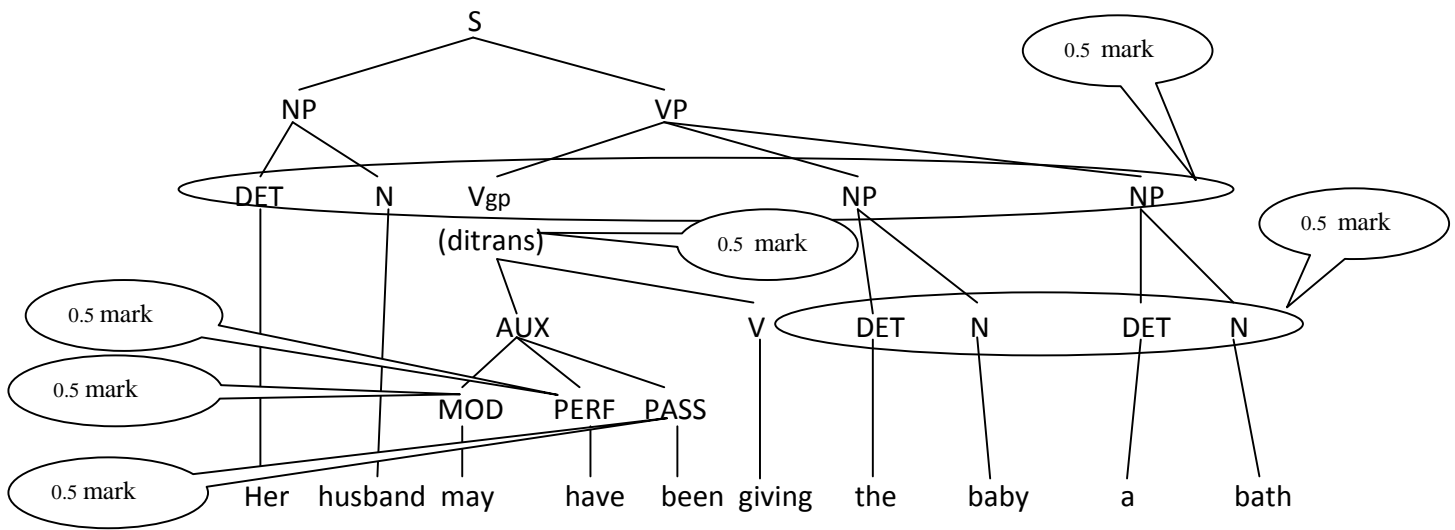 S
0.5 mark
NP VP
DET N Vgp NP NP
(ditrans) 0.5 mark 0.5 mark
0.5 mark AUX V DET N DET N
0.5 mark MOD PERF PASS
0.5 mark Her husband may have been giving the baby a bath